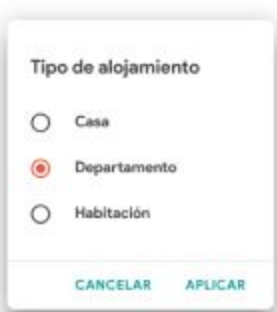 Tipo de alojamiento
Casa
Departamento
Habitación
CANCELAR APLICAR